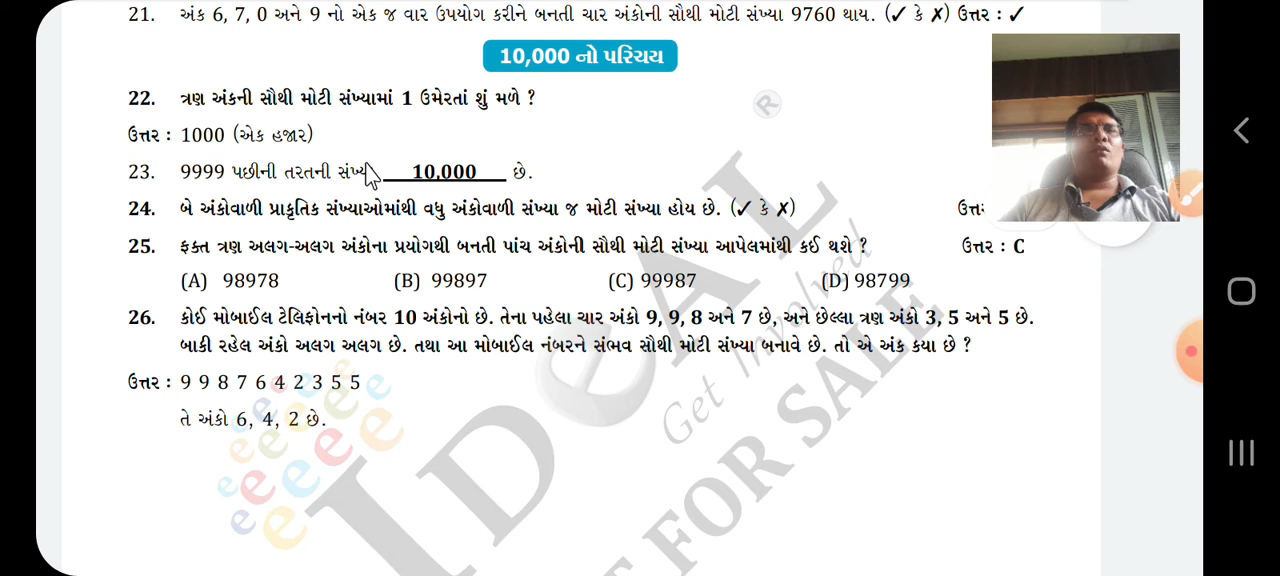 21. અંક 6, 7, 0 અને 9 નો એક જ વાર ઉપયોગ કરીને બનતી ચાર અંકોની સૌથી મોટી સંખ્યા 9760 થાય. (✓ કે ✗) ઉત્તર : ✓
10,000 નો પરિચય
22. ત્રણ અંકની સૌથી મોટી સંખ્યામાં 1 ઉમેરતાં શું મળે ?
ઉત્તર : 1000 (એક હજાર)
23. 9999 પછીની તરતની 10,000 છે.
24. બે અંકોવાળી પ્રાકૃતિક સંખ્યાઓમાંથી વધુ અંકોવાળી સંખ્યા જ મોટી સંખ્યા હોય છે. (✓ કે ✗)
25. ફક્ત ત્રણ અલગ-અલગ અંકોના પ્રયોગથી બનતી પાંચ અંકોની સૌથી મોટી સંખ્યા આપેલમાંથી કઈ થશે ? ઉત્તર : C
(A) 98978 (B) 99897 (C) 99987 (D) 98799
26. કોઈ મોબાઈલ ટેલિફોનનો નંબર 10 અંકોનો છે. તેના પહેલા ચાર અંકો 9, 9, 8 અને 7 છે, અને છેલ્લા ત્રણ અંકો 3, 5 અને 5 છે.
બાકી રહેલ અંકો અલગ અલગ છે. તથા આ મોબાઈલ નંબરને સંભવ સૌથી મોટી સંખ્યા બનાવે છે. તો એ અંક કયા છે ?
ઉત્તર : 9 9 8 7 6 4 2 3 5 5
તે અંકો 6, 4, 2 છે.
IDeAL ®
Get Involved
FOR SALE